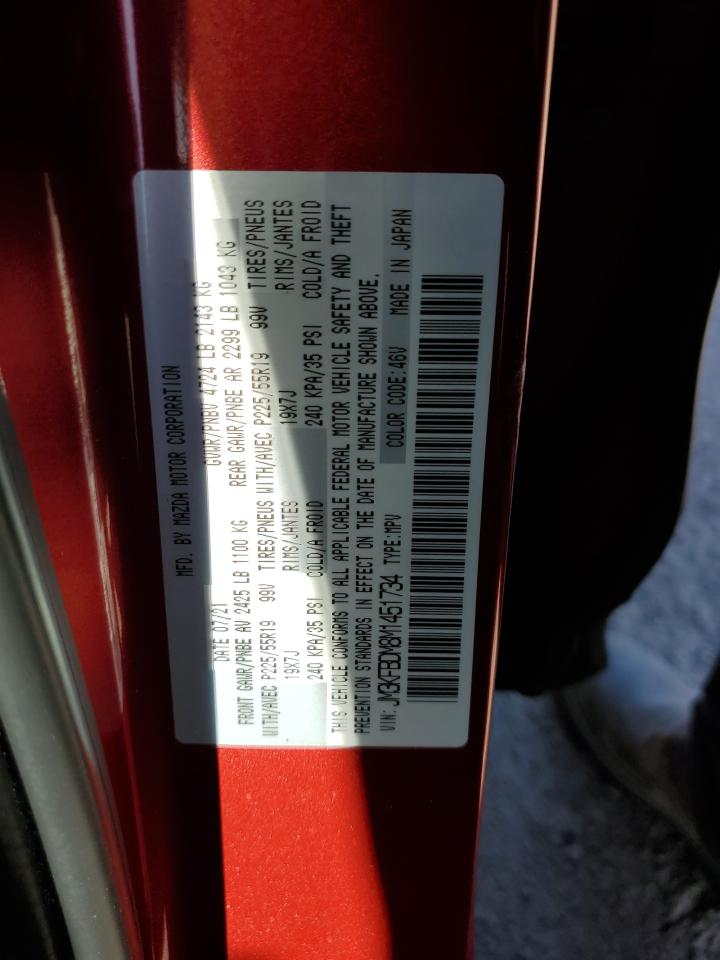 MFD. BY MAZDA MOTOR CORPORATION
DATE 07/21 GVWR/PNBV 4724 LB 2143 KG
FRONT GAWR/PNBE AV 2425 LB 1100 KG REAR GAWR/PNBE AR 2299 LB 1043 KG
WITH/AVEC P225/55R19 99V TIRES/PNEUS WITH/AVEC P225/55R19 99V TIRES/PNEUS
19X7J RIMS/JANTES 19X7J RIMS/JANTES
240 KPA/35 PSI COLD/A FROID 240 KPA/35 PSI COLD/A FROID
THIS VEHICLE CONFORMS TO ALL APPLICABLE FEDERAL MOTOR VEHICLE SAFETY AND THEFT
PREVENTION STANDARDS IN EFFECT ON THE DATE OF MANUFACTURE SHOWN ABOVE.
VIN: JM3KFBDM8M1451734 TYPE:MPV COLOR CODE:46V MADE IN JAPAN